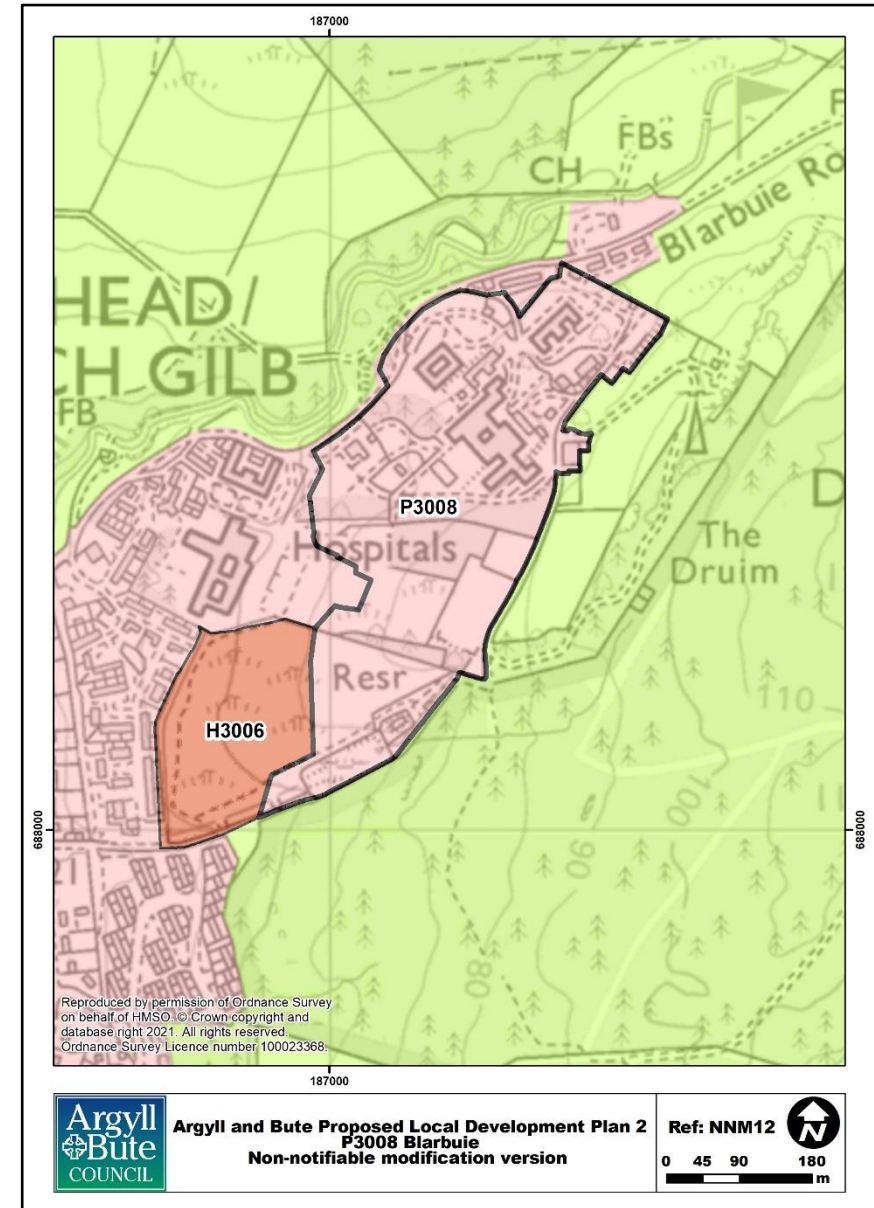 187000
FBs
CH
Blarbuie Ro
HEAD/
CH GILB
FB
P3008
Hospitals
D
The
Druim
Resr
H3006
110
100
90
80
688000
688000
21
Reproduced by permission of Ordnance Survey
on behalf of HMSO. © Crown copyright and
database right 2021. All rights reserved.
Ordnance Survey Licence number 100023368.
187000
Argyll
&Bute
COUNCIL
Argyll and Bute Proposed Local Development Plan 2
P3008 Blarbuie
Non-notifiable modification version
Ref: NNM12
N
0 45 90 180
m